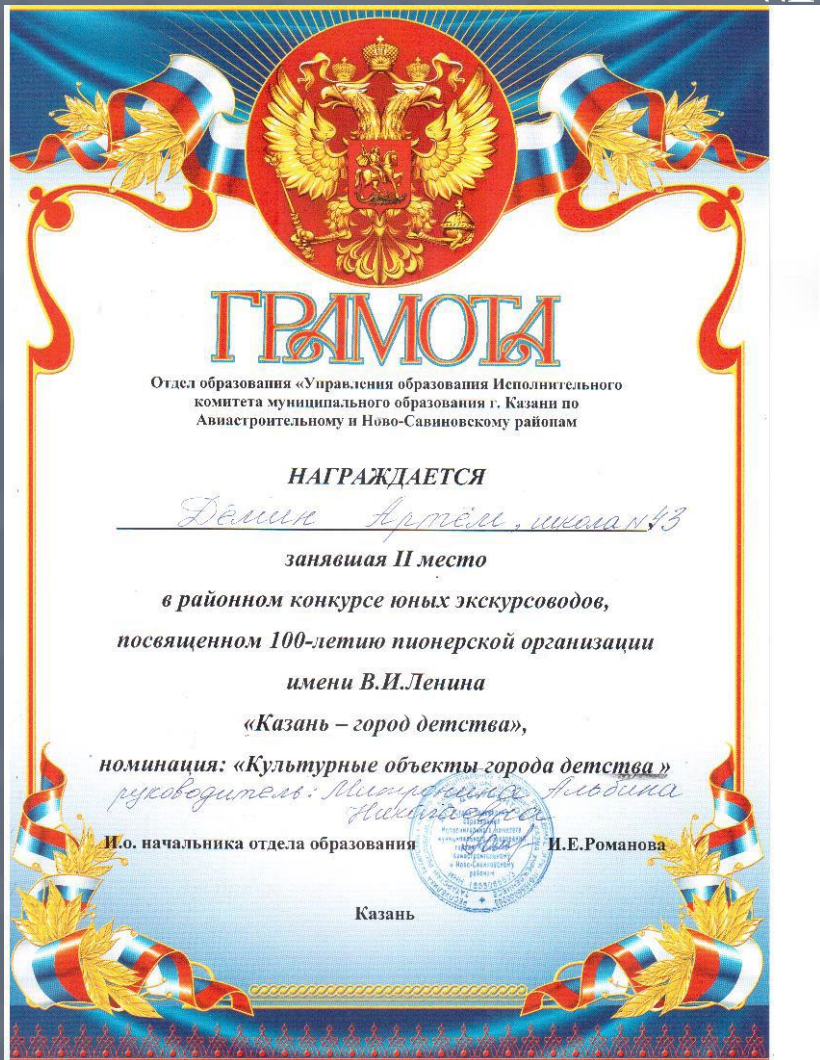 ГРАМОТА
Отдел образования «Управления образования Исполнительного
комитета муниципального образования г. Казани по
Авиастроительному и Ново-Савиновскому районам
НАГРАЖДАЕТСЯ
Дёмин Артём, школа №43
занявшая II место
в районном конкурсе юных экскурсоводов,
посвященном 100-летию пионерской организации
имени В.И.Ленина
«Казань – город детства»,
номинация: «Культурные объекты города детства »
руководитель: Митронина Альбина
Николаевна
И.о. начальника отдела образования И.Е.Романова
Казань